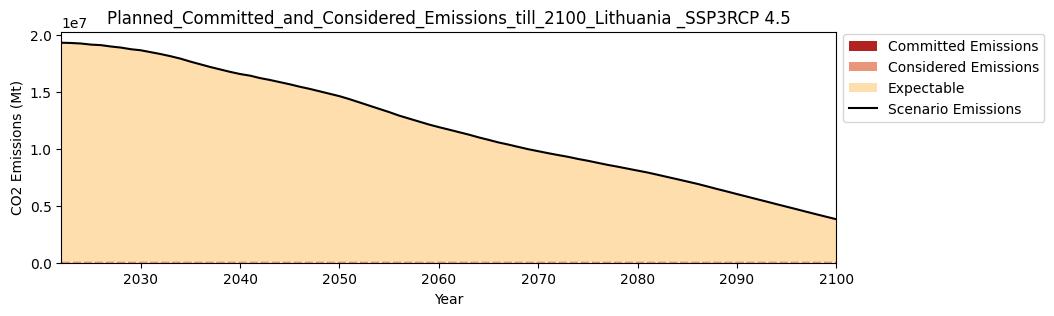 Planned_Committed_and_Considered_Emissions_till_2100_Lithuania _SSP3RCP 4.5
1e7
2.0
1.5
1.0
0.5
0.0
CO2 Emissions (Mt)
2030 2040 2050 2060 2070 2080 2090 2100
Year
Committed Emissions
Considered Emissions
Expectable
Scenario Emissions